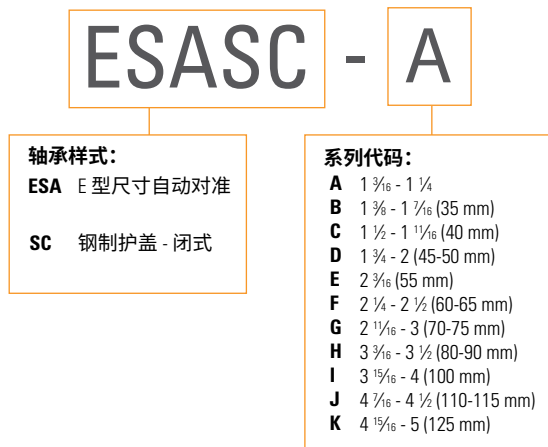 ESASC - A
轴承样式：
ESA E 型尺寸自动对准
SC 钢制护盖 - 闭式
系列代码：
A 1 3⁄16 - 1 1⁄4
B 1 3⁄8 - 1 7⁄16 (35 mm)
C 1 1⁄2 - 1 11⁄16 (40 mm)
D 1 3⁄4 - 2 (45-50 mm)
E 2 3⁄16 (55 mm)
F 2 1⁄4 - 2 1⁄2 (60-65 mm)
G 2 11⁄16 - 3 (70-75 mm)
H 3 3⁄16 - 3 1⁄2 (80-90 mm)
I 3 15⁄16 - 4 (100 mm)
J 4 7⁄16 - 4 1⁄2 (110-115 mm)
K 4 15⁄16 - 5 (125 mm)